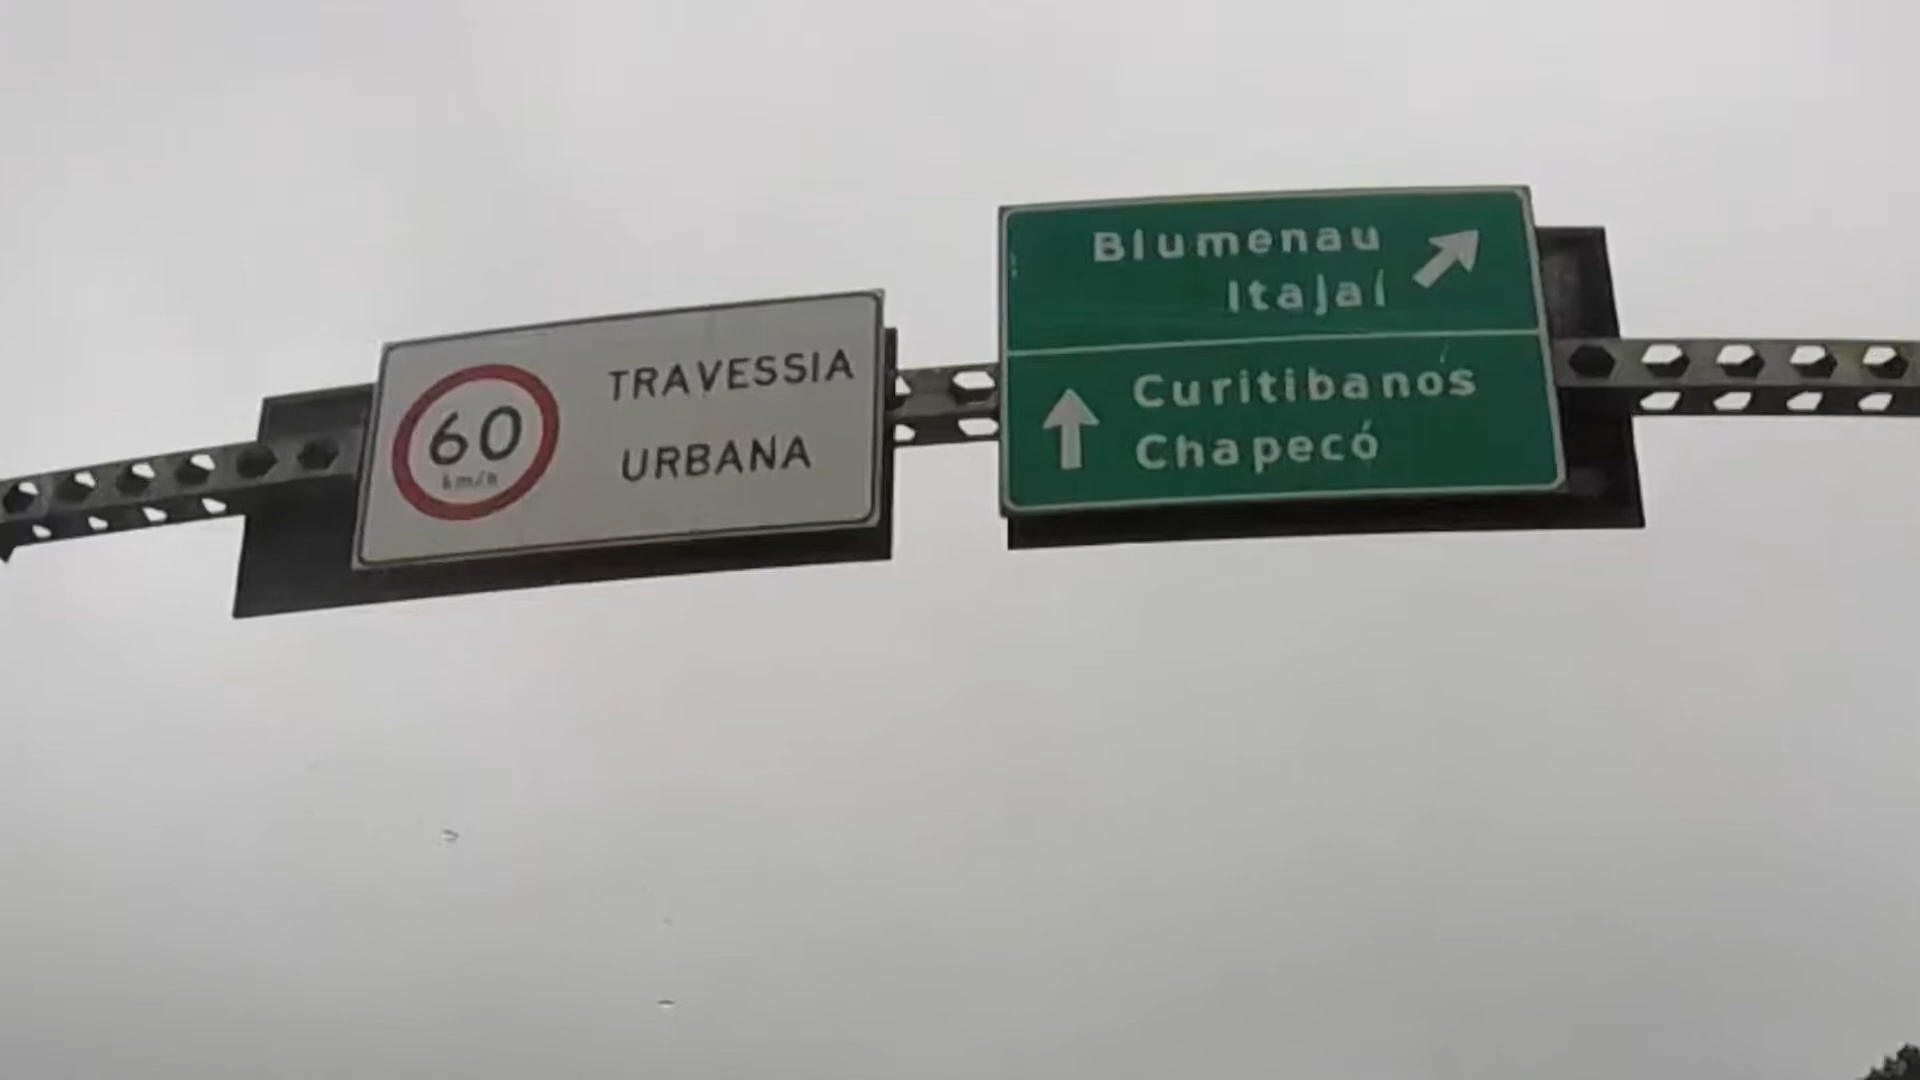 60
km/h
TRAVESSIA
URBANA
Blumenau
Itajaí
Curitibanos
Chapecó